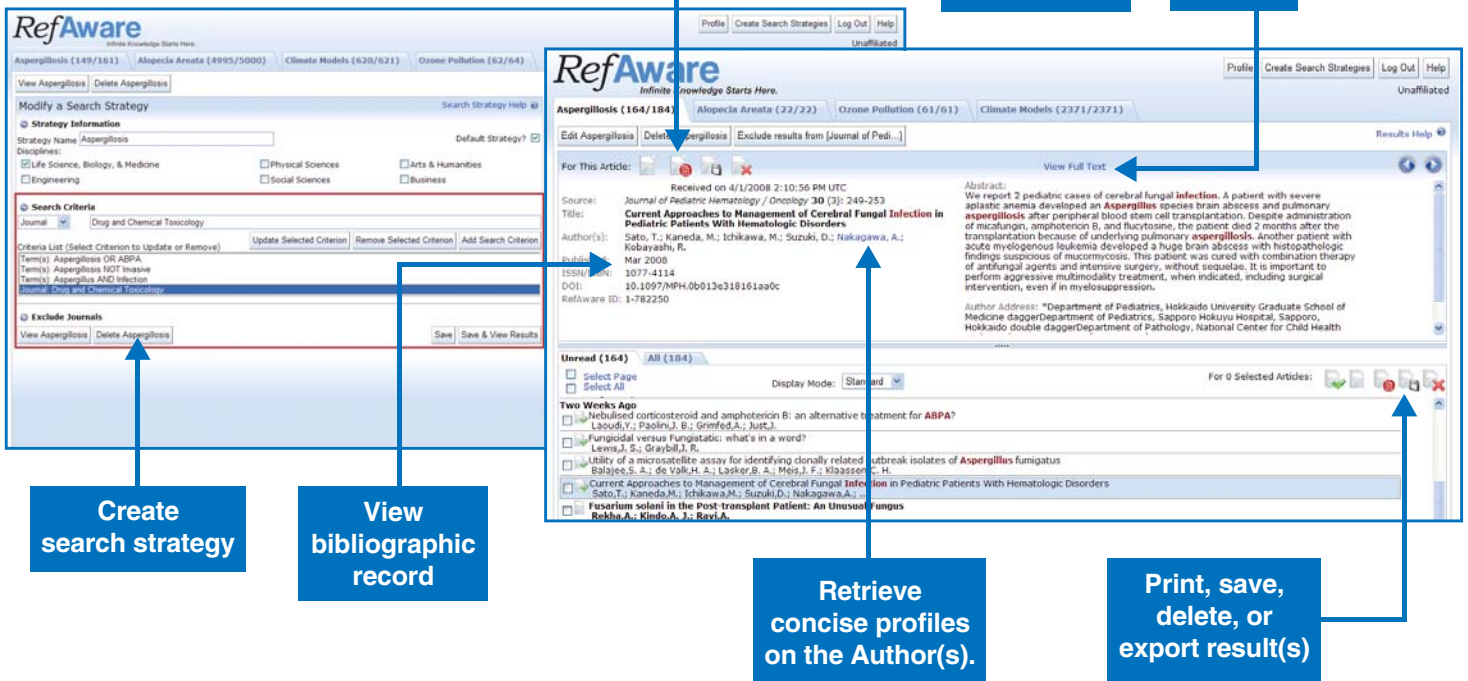 RefAware
Infinite Knowledge Starts Here.
Profile Create Search Strategies Log Out Help
Unaffiliated
Aspergillosis (149/161) Alopecia Areata (4995/5000) Climate Models (620/621) Ozone Pollution (62/64)
View Aspergillosis Delete Aspergillosis
Modify a Search Strategy Search Strategy Help
Strategy Information
Strategy Name Aspergillosis Default Strategy?
Disciplines:
Life Science, Biology, & Medicine Physical Sciences Arts & Humanities
Engineering Social Sciences Business
Search Criteria
Journal Drug and Chemical Toxicology
Update Selected Criterion Remove Selected Criterion Add Search Criterion
Criteria List (Select Criterion to Update or Remove)
Term(s): Aspergillosis OR ABPA
Term(s): Aspergillosis NOT Invasive
Term(s): Aspergillus AND Infection
Journal: Drug and Chemical Toxicology
Exclude Journals
View Aspergillosis Delete Aspergillosis Save Save & View Results
RefAware
Infinite Knowledge Starts Here.
Profile Create Search Strategies Log Out Help
Unaffiliated
Aspergillosis (164/184) Alopecia Areata (22/22) Ozone Pollution (61/61) Climate Models (2371/2371)
Edit Aspergillosis Delete Aspergillosis Exclude results from [Journal of Pedi...] Results Help
For This Article: View Full Text
Received on 4/1/2008 2:10:56 PM UTC
Source: Journal of Pediatric Hematology / Oncology 30 (3): 249-253
Title: Current Approaches to Management of Cerebral Fungal Infection in
Pediatric Patients With Hematologic Disorders
Author(s): Sato, T.; Kaneda, M.; Ichikawa, M.; Suzuki, D.; Nakagawa, A.;
Kobayashi, R.
Published: Mar 2008
ISSN/ISBN: 1077-4114
DOI: 10.1097/MPH.0b013e318161aa0c
RefAware ID: 1-782250
Abstract:
We report 2 pediatric cases of cerebral fungal infection. A patient with severe
aplastic anemia developed an Aspergillus species brain abscess and pulmonary
aspergillosis after peripheral blood stem cell transplantation. Despite administration
of micafungin, amphotericin B, and flucytosine, the patient died 2 months after the
transplantation because of underlying pulmonary aspergillosis. Another patient with
acute myelogenous leukemia developed a huge brain abscess with histopathologic
findings suspicious of mucormycosis. This patient was cured with combination therapy
of antifungal agents and intensive surgery, without sequelae. It is important to
perform aggressive multimodality treatment, when indicated, including surgical
intervention, even if in myelosuppression.
Author Address: "Department of Pediatrics, Hokkaido University Graduate School of
Medicine daggerDepartment of Pediatrics, Sapporo Hokuyu Hospital, Sapporo,
Hokkaido double daggerDepartment of Pathology, National Center for Child Health
Unread (164) All (184)
Select Page
Select All
Display Mode: Standard
For 0 Selected Articles:
Two Weeks Ago
Nebulised corticosteroid and amphotericin B: an alternative treatment for ABPA?
Laoudi,Y.; Paolini,J. B.; Grimfed,A.; Just,J.
Fungicidal versus Fungistatic: what's in a word?
Lewis,J. S.; Graybill,J. R.
Utility of a microsatellite assay for identifying clonally related outbreak isolates of Aspergillus fumigatus
Balajee,S. A.; de Valk,H. A.; Lasker,B. A.; Meis,J. F.; Klaassen,C. H.
Current Approaches to Management of Cerebral Fungal Infection in Pediatric Patients With Hematologic Disorders
Sato,T.; Kaneda,M.; Ichikawa,M.; Suzuki,D.; Nakagawa,A.; ...
Fusarium solani in the Post-transplant Patient: An Unusual Fungus
Rekha,A.; Kindo,A. J.; Ravi,A.
Create
search strategy
View
bibliographic
record
Retrieve
concise profiles
on the Author(s).
Print, save,
delete, or
export result(s)